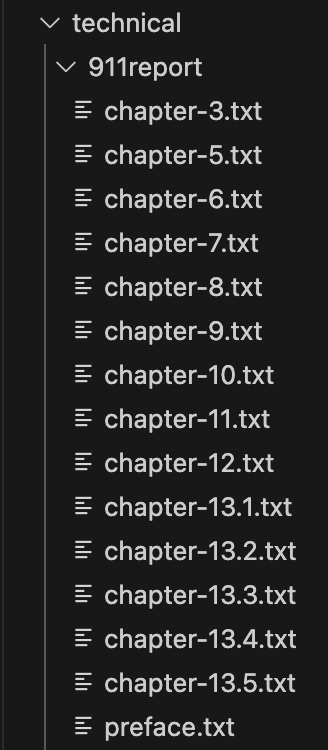 technical
911report
chapter-3.txt
chapter-5.txt
chapter-6.txt
chapter-7.txt
chapter-8.txt
chapter-9.txt
chapter-10.txt
chapter-11.txt
chapter-12.txt
chapter-13.1.txt
chapter-13.2.txt
chapter-13.3.txt
chapter-13.4.txt
chapter-13.5.txt
preface.txt